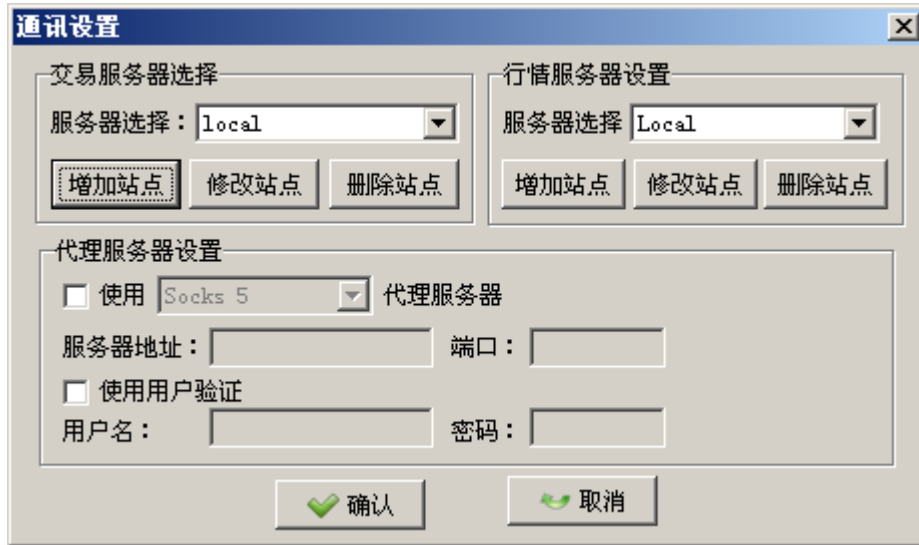 通讯设置
交易服务器选择
服务器选择：local
增加站点 修改站点 删除站点
行情服务器设置
服务器选择 Local
增加站点 修改站点 删除站点
代理服务器设置
使用 Socks 5 代理服务器
服务器地址： 端口：
使用用户验证
用户名： 密码：
确认 取消